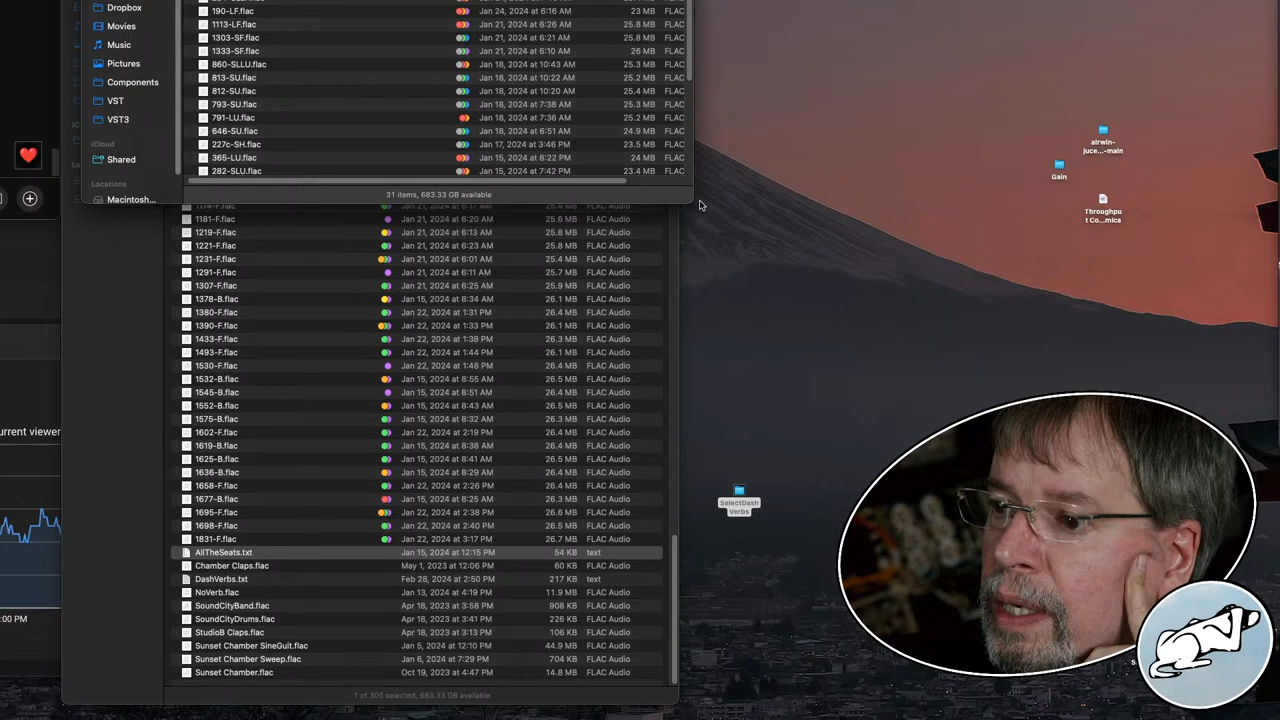 Dropbox
Movies
Music
Pictures
Components
VST
VST3
iCloud
Shared
Locations
Macintosh...
190-LF.flac Jan 24, 2024 at 6:16 AM 23 MB FLAC
1113-LF.flac Jan 21, 2024 at 6:26 AM 25.8 MB FLAC
1303-SF.flac Jan 21, 2024 at 6:21 AM 25.8 MB FLAC
1333-SF.flac Jan 21, 2024 at 6:10 AM 26 MB FLAC
860-SLLU.flac Jan 18, 2024 at 10:43 AM 25.3 MB FLAC
813-SU.flac Jan 18, 2024 at 10:22 AM 25.2 MB FLAC
812-SU.flac Jan 18, 2024 at 10:20 AM 25.4 MB FLAC
793-SU.flac Jan 18, 2024 at 7:38 AM 25.3 MB FLAC
791-LU.flac Jan 18, 2024 at 7:36 AM 25.2 MB FLAC
646-SU.flac Jan 18, 2024 at 6:51 AM 24.9 MB FLAC
227c-SH.flac Jan 17, 2024 at 3:46 PM 23.5 MB FLAC
365-LU.flac Jan 15, 2024 at 8:22 PM 24 MB FLAC
282-SLU.flac Jan 15, 2024 at 7:42 PM 23.4 MB FLAC
31 items, 683.33 GB available
1181-F.flac Jan 21, 2024 at 6:20 AM 25.6 MB FLAC Audio
1219-F.flac Jan 21, 2024 at 6:13 AM 25.8 MB FLAC Audio
1221-F.flac Jan 21, 2024 at 6:23 AM 25.8 MB FLAC Audio
1231-F.flac Jan 21, 2024 at 6:01 AM 25.4 MB FLAC Audio
1291-F.flac Jan 21, 2024 at 6:11 AM 25.7 MB FLAC Audio
1307-F.flac Jan 21, 2024 at 6:25 AM 25.9 MB FLAC Audio
1378-B.flac Jan 15, 2024 at 8:34 AM 26.1 MB FLAC Audio
1380-F.flac Jan 22, 2024 at 1:31 PM 26.4 MB FLAC Audio
1390-F.flac Jan 22, 2024 at 1:33 PM 26.4 MB FLAC Audio
1433-F.flac Jan 22, 2024 at 1:38 PM 26.3 MB FLAC Audio
1493-F.flac Jan 22, 2024 at 1:44 PM 26.1 MB FLAC Audio
1530-F.flac Jan 22, 2024 at 1:48 PM 26.3 MB FLAC Audio
1532-B.flac Jan 15, 2024 at 8:55 AM 26.5 MB FLAC Audio
1545-B.flac Jan 15, 2024 at 8:51 AM 26.4 MB FLAC Audio
1552-B.flac Jan 15, 2024 at 8:43 AM 26.5 MB FLAC Audio
1575-B.flac Jan 15, 2024 at 8:47 AM 26.4 MB FLAC Audio
1602-F.flac Jan 22, 2024 at 2:19 PM 26.4 MB FLAC Audio
1619-B.flac Jan 15, 2024 at 8:38 AM 26.4 MB FLAC Audio
1625-B.flac Jan 15, 2024 at 8:41 AM 26.5 MB FLAC Audio
1636-B.flac Jan 15, 2024 at 8:29 AM 26.4 MB FLAC Audio
1658-F.flac Jan 22, 2024 at 2:26 PM 26.4 MB FLAC Audio
1677-B.flac Jan 15, 2024 at 8:25 AM 26.3 MB FLAC Audio
1695-F.flac Jan 22, 2024 at 2:38 PM 26.6 MB FLAC Audio
1698-F.flac Jan 22, 2024 at 2:40 PM 26.5 MB FLAC Audio
1831-F.flac Jan 22, 2024 at 3:17 PM 26.7 MB FLAC Audio
AllTheSeats.txt Jan 15, 2024 at 12:15 PM 54 KB text
Chamber Claps.flac May 1, 2023 at 12:06 PM 60 KB FLAC Audio
DashVerbs.txt Feb 28, 2024 at 2:50 PM 217 KB text
NoVerb.flac Jan 12, 2024 at 4:19 PM 11.9 MB FLAC Audio
SoundCityBand.flac Apr 18, 2023 at 3:58 PM 908 KB FLAC Audio
SoundCityDrums.flac Apr 18, 2023 at 3:41 PM 226 KB FLAC Audio
StudioB Claps.flac Apr 18, 2023 at 3:13 PM 106 KB FLAC Audio
Sunset Chamber SineGuit.flac Jan 5, 2024 at 12:10 PM 44.9 MB FLAC Audio
Sunset Chamber Sweep.flac Jan 6, 2024 at 7:29 PM 704 KB FLAC Audio
Sunset Chamber.flac Oct 19, 2023 at 4:47 PM 14.8 MB FLAC Audio
1 of 305 selected, 683.33 GB available
urrent viewer
:00 PM
airwin-
juce...-main
Gain
Throughpu
t Co...mica
SelectDash
Verbs